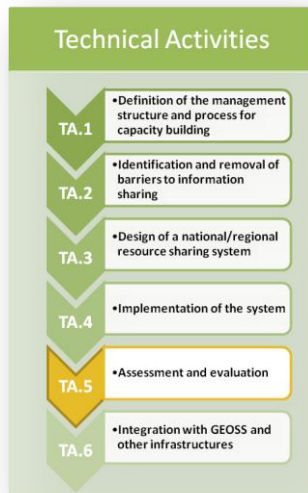 Technical Activities
TA.1
•Definition of the management
structure and process for
capacity building
TA.2
•Identification and removal of
barriers to information
sharing
TA.3
•Design of a national/regional
resource sharing system
TA.4
•Implementation of the system
TA.5
•Assessment and evaluation
TA.6
•Integration with GEOSS and
other infrastructures